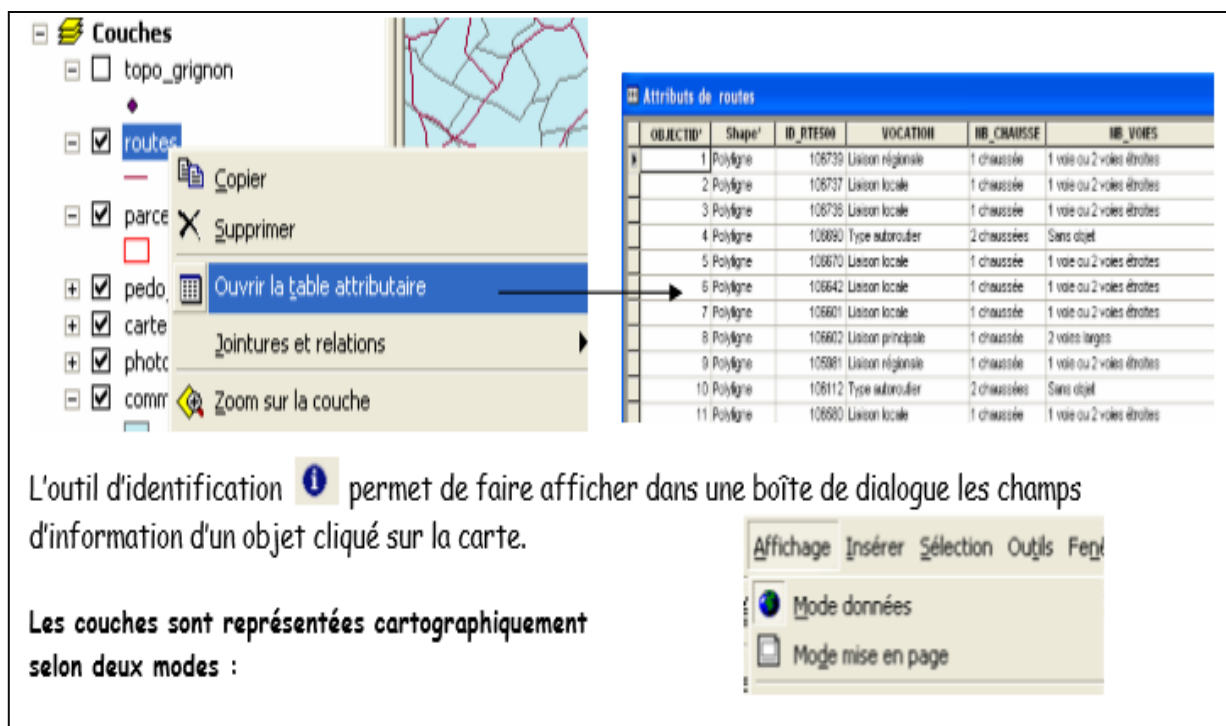 Couches
topo_grignon
routes
Copier
parce
Supprimer
pedo_
Ouvrir la table attributaire
carte
Jointures et relations
photo
comm
Zoom sur la couche
Attributs de routes
OBJECTID* Shape* ID_RTE500 VOCATION NB_CHAUSSE NB_VOIES
1 Polyligne 106739 Liaison régionale 1 chaussée 1 voie ou 2 voies étroites
2 Polyligne 106737 Liaison locale 1 chaussée 1 voie ou 2 voies étroites
3 Polyligne 106736 Liaison locale 1 chaussée 1 voie ou 2 voies étroites
4 Polyligne 106690 Type autoroutier 2 chaussées Sans objet
5 Polyligne 106670 Liaison locale 1 chaussée 1 voie ou 2 voies étroites
6 Polyligne 106642 Liaison locale 1 chaussée 1 voie ou 2 voies étroites
7 Polyligne 106601 Liaison locale 1 chaussée 1 voie ou 2 voies étroites
8 Polyligne 106602 Liaison principale 1 chaussée 2 voies larges
9 Polyligne 105981 Liaison régionale 1 chaussée 1 voie ou 2 voies étroites
10 Polyligne 106112 Type autoroutier 2 chaussées Sans objet
11 Polyligne 106680 Liaison locale 1 chaussée 1 voie ou 2 voies étroites
L'outil d'identification permet de faire afficher dans une boîte de dialogue les champs
d'information d'un objet cliqué sur la carte.
Affichage Insérer Sélection Outils Fenê
Mode données
Mode mise en page
Les couches sont représentées cartographiquement
selon deux modes :